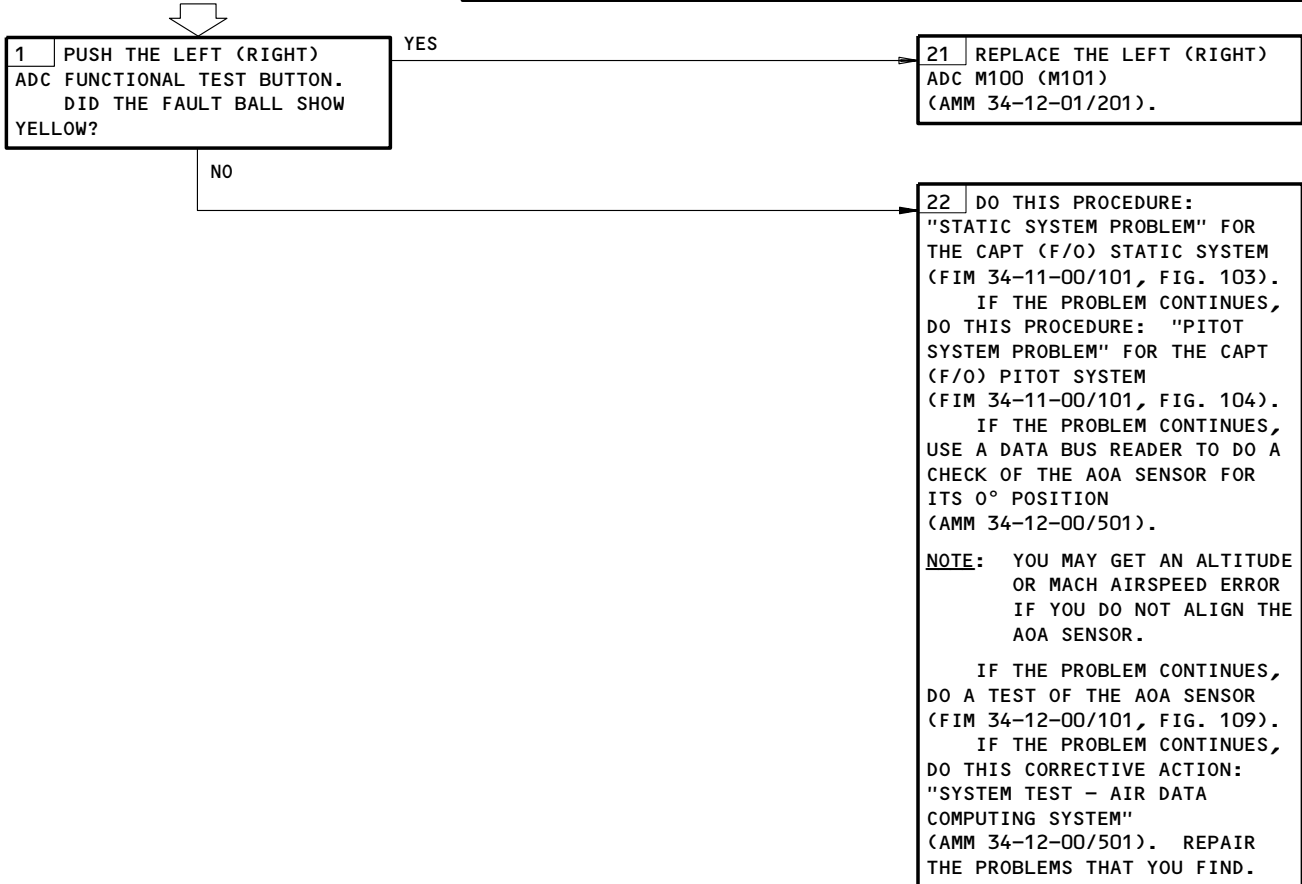 1 PUSH THE LEFT (RIGHT)
ADC FUNCTIONAL TEST BUTTON.
DID THE FAULT BALL SHOW
YELLOW?
YES
21 REPLACE THE LEFT (RIGHT)
ADC M100 (M101)
(AMM 34-12-01/201).
NO
22 DO THIS PROCEDURE:
"STATIC SYSTEM PROBLEM" FOR
THE CAPT (F/O) STATIC SYSTEM
(FIM 34-11-00/101, FIG. 103).
IF THE PROBLEM CONTINUES,
DO THIS PROCEDURE: "PITOT
SYSTEM PROBLEM" FOR THE CAPT
(F/O) PITOT SYSTEM
(FIM 34-11-00/101, FIG. 104).
IF THE PROBLEM CONTINUES,
USE A DATA BUS READER TO DO A
CHECK OF THE AOA SENSOR FOR
ITS 0° POSITION
(AMM 34-12-00/501).
NOTE: YOU MAY GET AN ALTITUDE
OR MACH AIRSPEED ERROR
IF YOU DO NOT ALIGN THE
AOA SENSOR.
IF THE PROBLEM CONTINUES,
DO A TEST OF THE AOA SENSOR
(FIM 34-12-00/101, FIG. 109).
IF THE PROBLEM CONTINUES,
DO THIS CORRECTIVE ACTION:
"SYSTEM TEST - AIR DATA
COMPUTING SYSTEM"
(AMM 34-12-00/501). REPAIR
THE PROBLEMS THAT YOU FIND.